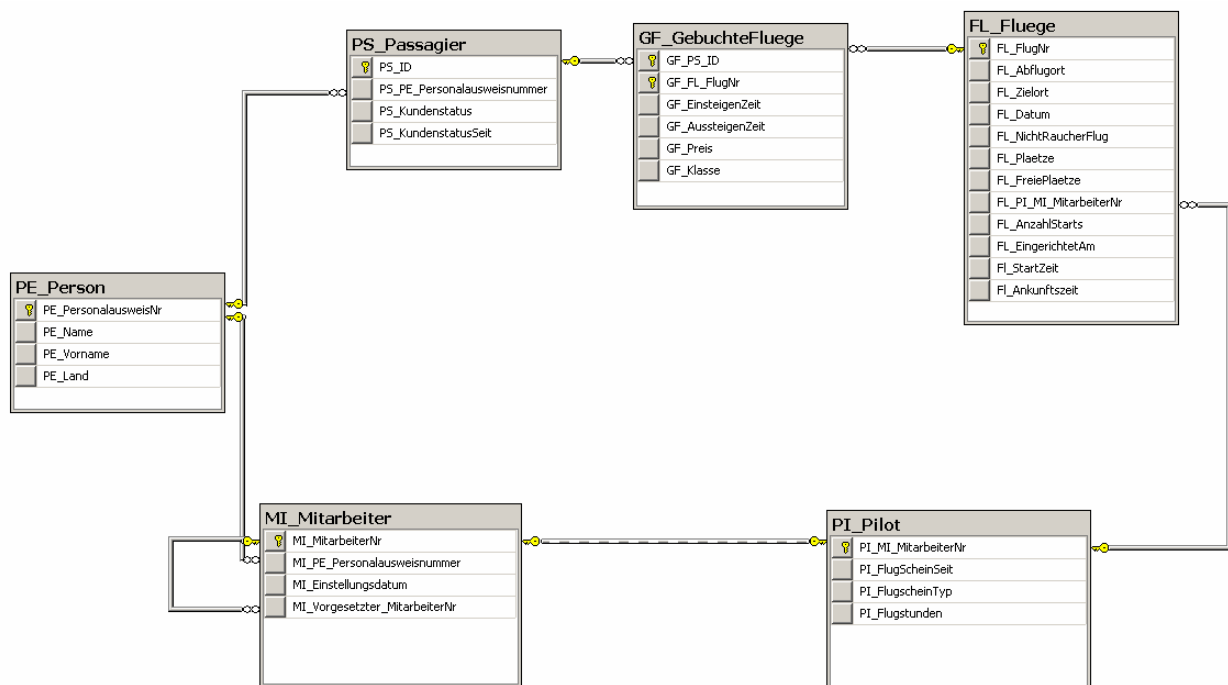 PS_Passagier
PS_ID
PS_PE_Personalausweisnummer
PS_Kundenstatus
PS_KundenstatusSeit
GF_GebuchteFluege
GF_PS_ID
GF_FL_FlugNr
GF_EinsteigenZeit
GF_AussteigenZeit
GF_Preis
GF_Klasse
FL_Fluege
FL_FlugNr
FL_Abflugort
FL_Zielort
FL_Datum
FL_NichtRaucherFlug
FL_Plaetze
FL_FreiePlaetze
FL_PI_MI_MitarbeiterNr
FL_AnzahlStarts
FL_EingerichtetAm
Fl_StartZeit
Fl_Ankunftszeit
PE_Person
PE_PersonalausweisNr
PE_Name
PE_Vorname
PE_Land
MI_Mitarbeiter
MI_MitarbeiterNr
MI_PE_Personalausweisnummer
MI_Einstellungsdatum
MI_Vorgesetzter_MitarbeiterNr
PI_Pilot
PI_MI_MitarbeiterNr
PI_FlugScheinSeit
PI_FlugscheinTyp
PI_Flugstunden